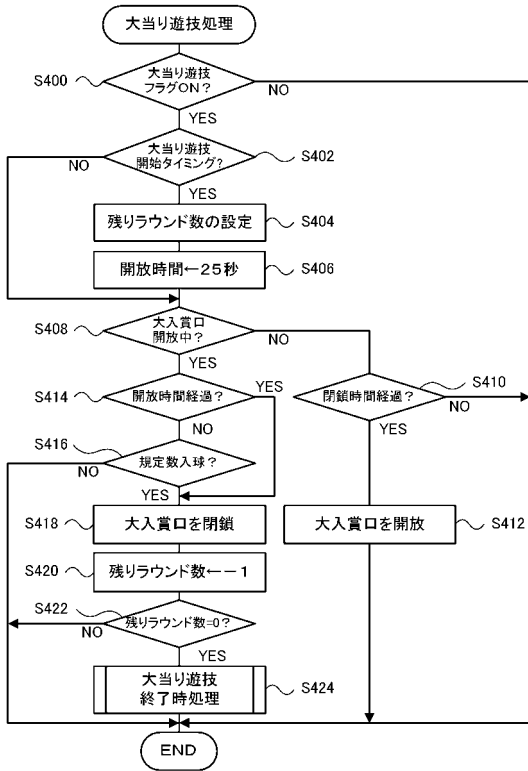 大当り遊技処理
S400
大当り遊技
フラグON?
NO
YES
大当り遊技
開始タイミング?
S402
NO
YES
残りラウンド数の設定
S404
開放時間←25秒
S406
S408
大入賞口
開放中?
NO
YES
S414
開放時間経過?
YES
閉鎖時間経過?
S410
NO
NO
YES
S416
規定数入球?
NO
YES
S418
大入賞口を閉鎖
大入賞口を開放
S412
S420
残りラウンド数←-1
S422
残りラウンド数=0?
NO
YES
大当り遊技
終了時処理
S424
END